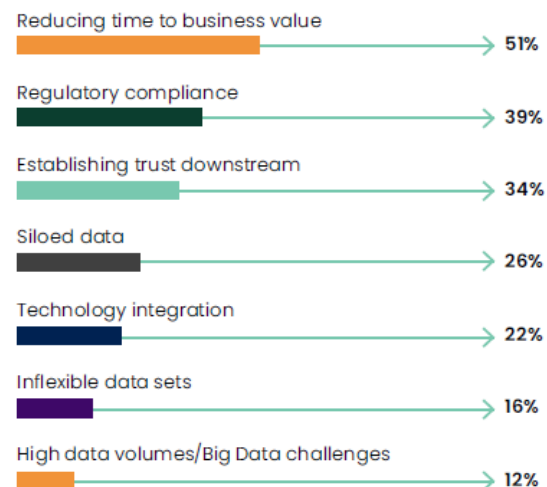 Reducing time to business value
51%
Regulatory compliance
39%
Establishing trust downstream
34%
Siloed data
26%
Technology integration
22%
Inflexible data sets
16%
High data volumes/Big Data challenges
12%